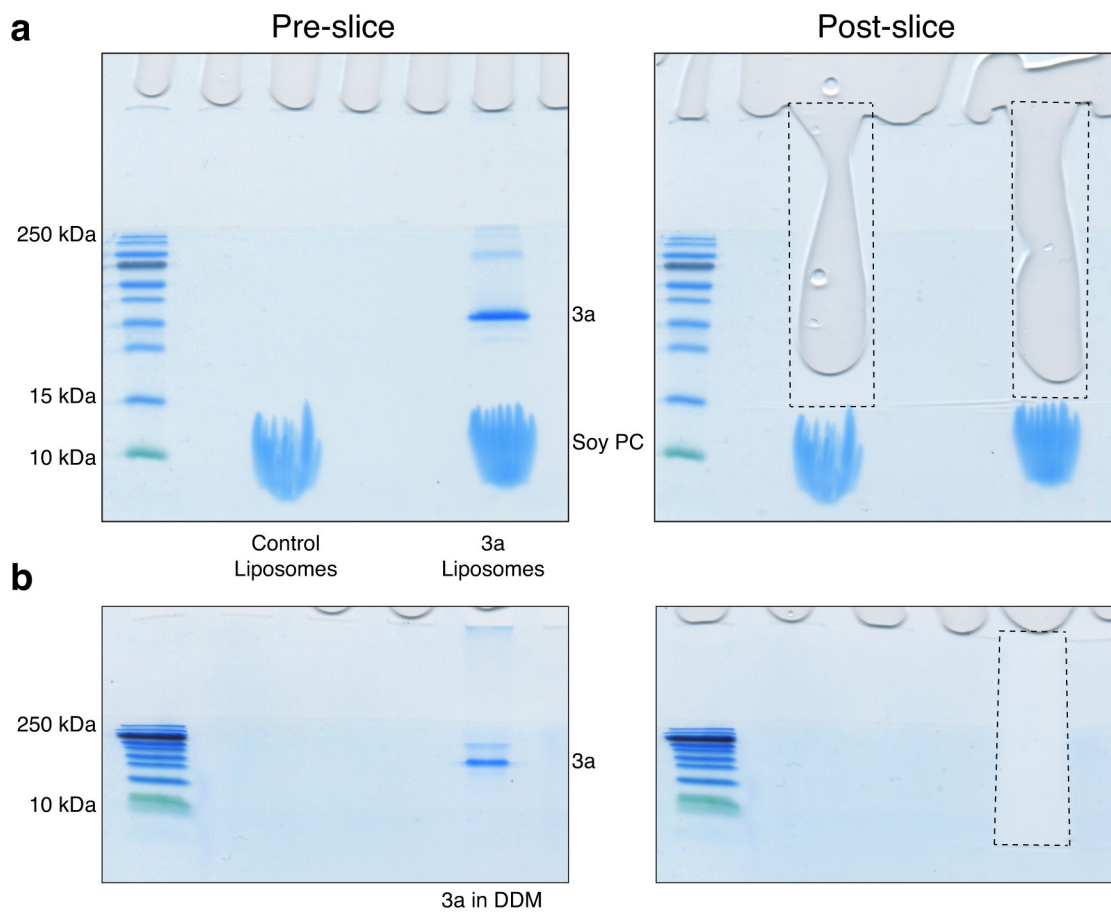 a
Pre-slice
Post-slice
250 kDa
3a
15 kDa
Soy PC
10 kDa
Control
Liposomes
3a
Liposomes
b
250 kDa
3a
10 kDa
3a in DDM